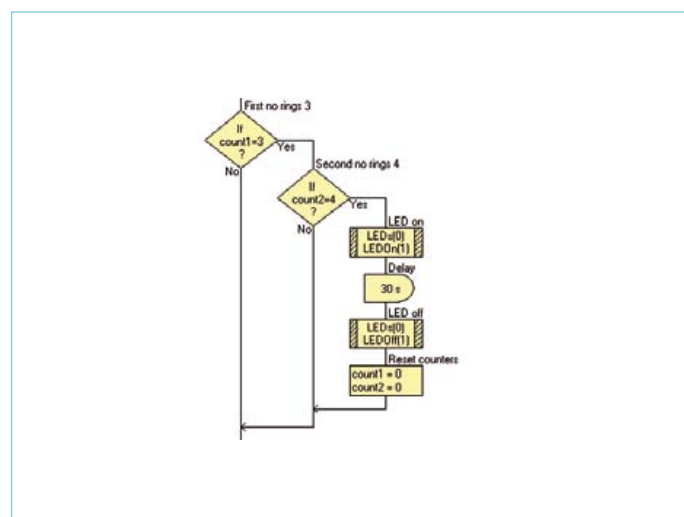 First no rings 3
If
count1=3
?
Yes
No
Second no rings 4
If
count2=4
?
Yes
No
LED on
LEDs(0)
LEDOn(1)
Delay
30 s
LED off
LEDs(0)
LEDOff(1)
Reset counters
count1 = 0
count2 = 0